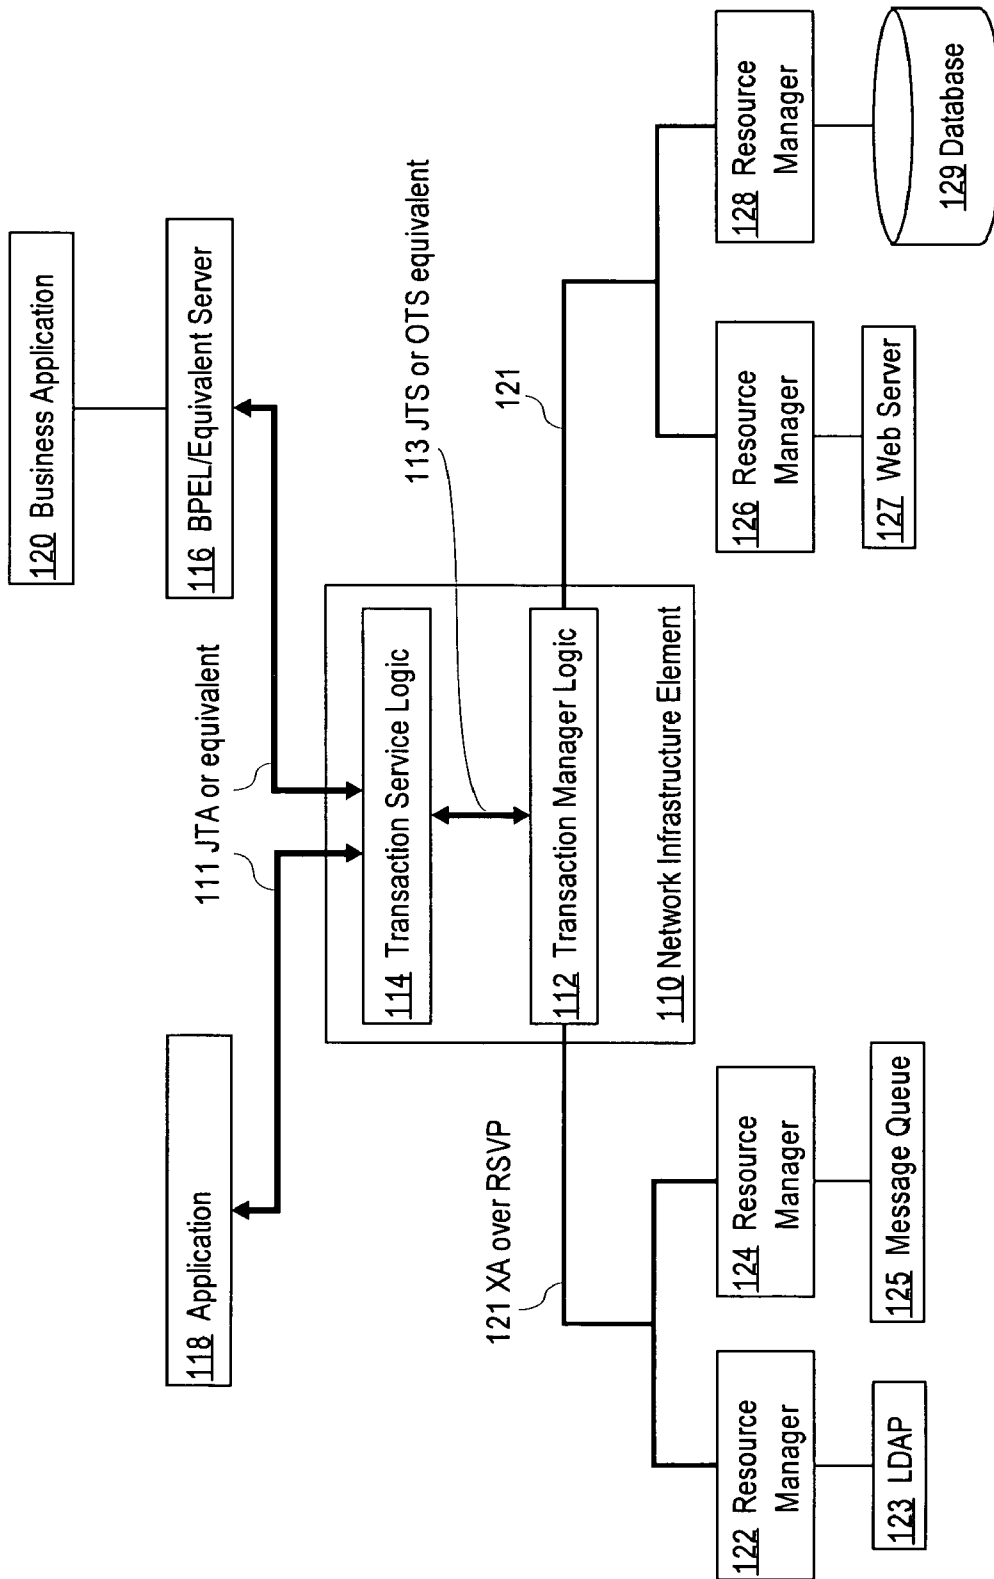 120 Business Application
118 Application
116 BPEL/Equivalent Server
111 JTA or equivalent
114 Transaction Service Logic
113 JTS or OTS equivalent
112 Transaction Manager Logic
110 Network Infrastructure Element
121 XA over RSVP
121
122 Resource
Manager
124 Resource
Manager
126 Resource
Manager
128 Resource
Manager
123 LDAP
125 Message Queue
127 Web Server
129 Database